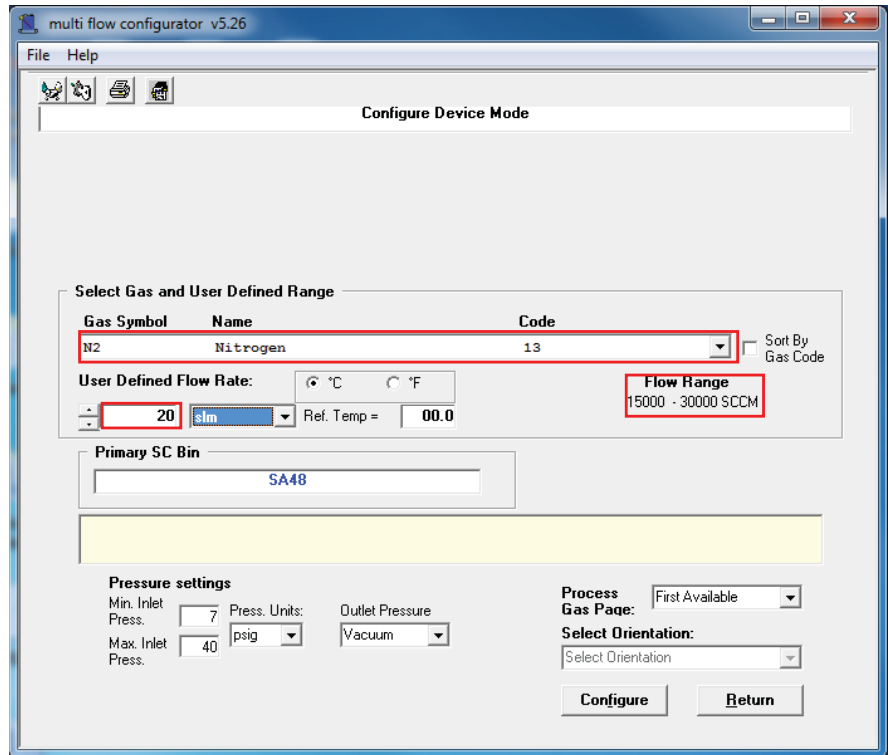 multi flow configurator v5.26
File Help
Configure Device Mode
Select Gas and User Defined Range
Gas Symbol Name Code
N2 Nitrogen 13
Sort By
Gas Code
User Defined Flow Rate: °C °F
Flow Range
15000 - 30000 SCCM
20 slm Ref. Temp = 00.0
Primary SC Bin
SA48
Pressure settings
Min. Inlet
Press. 7
Press. Units:
psig
Outlet Pressure
Vacuum
Max. Inlet
Press. 40
Process
Gas Page: First Available
Select Orientation:
Select Orientation
Configure Return